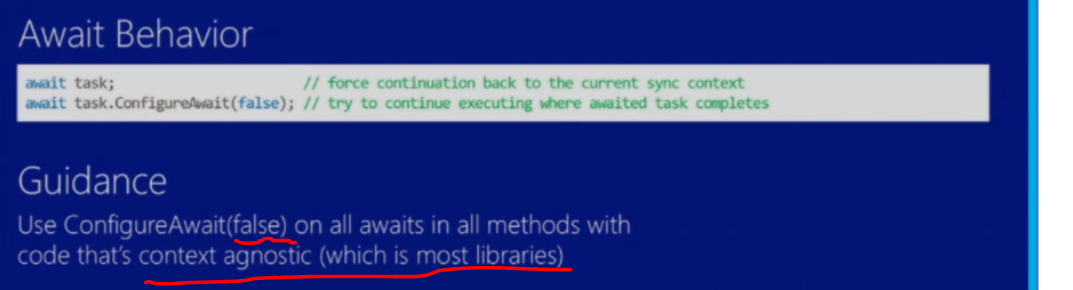 Await Behavior
await task; // force continuation back to the current sync context
await task.ConfigureAwait(false); // try to continue executing where awaited task completes
Guidance
Use ConfigureAwait(false) on all awaits in all methods with
code that's context agnostic (which is most libraries)